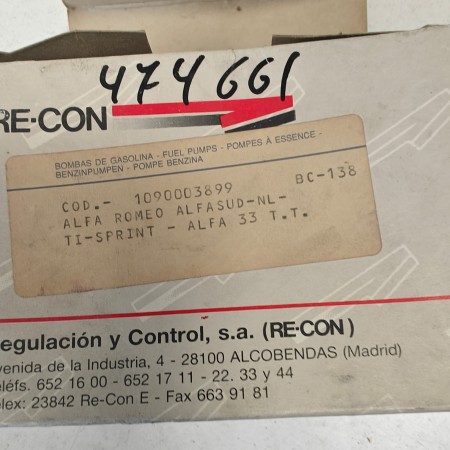 474661
RE-CON
BOMBAS DE GASOLINA - FUEL PUMPS - POMPES À ESSENCE -
BENZINPUMPEN - POMPE BENZINA
COD.- 1090003899 BC-138
ALFA ROMEO ALFASUD-NL-
TI-SPRINT - ALFA 33 T.T.
egulación y Control, s.a. (RE-CON)
venida de la Industria, 4 - 28100 ALCOBENDAS (Madrid)
eléfs. 652 16 00 - 652 17 11 - 22. 33 y 44
elex: 23842 Re-Con E - Fax 663 91 81